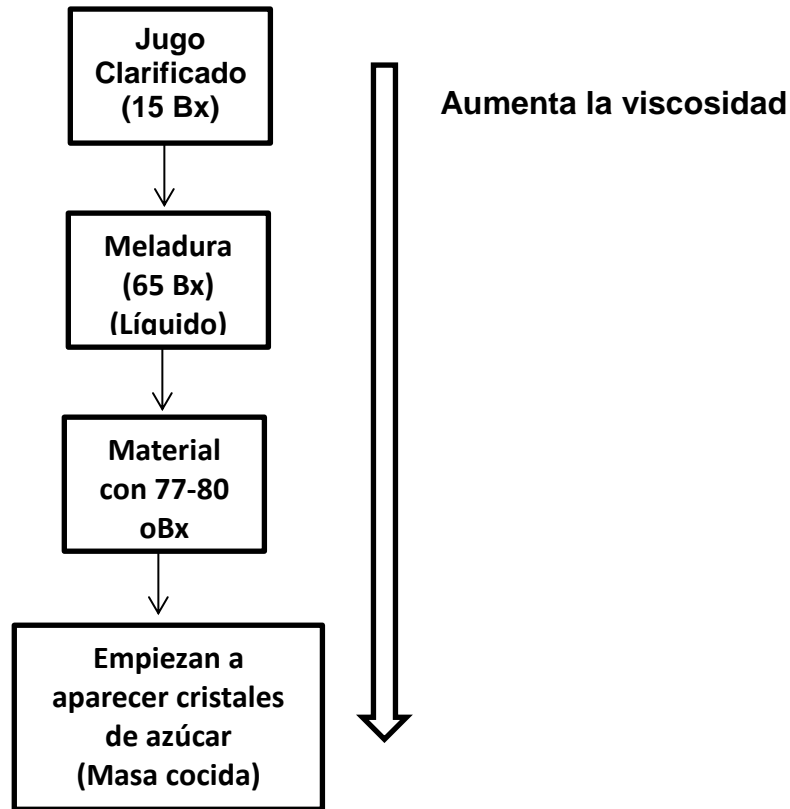 Jugo
Clarificado
(15 Bx)
Aumenta la viscosidad
Meladura
(65 Bx)
(Líquido)
Material
con 77-80
oBx
Empiezan a
aparecer cristales
de azúcar
(Masa cocida)